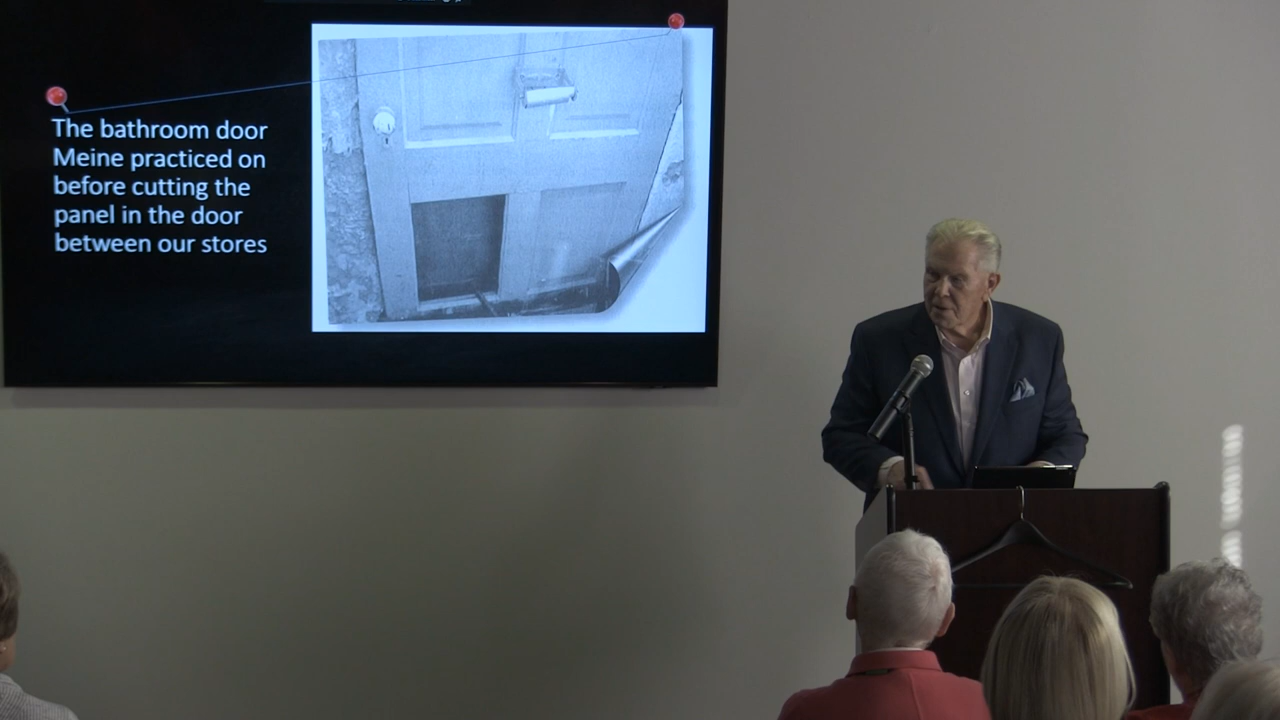 The bathroom door
Meine practiced on
before cutting the
panel in the door
between our stores